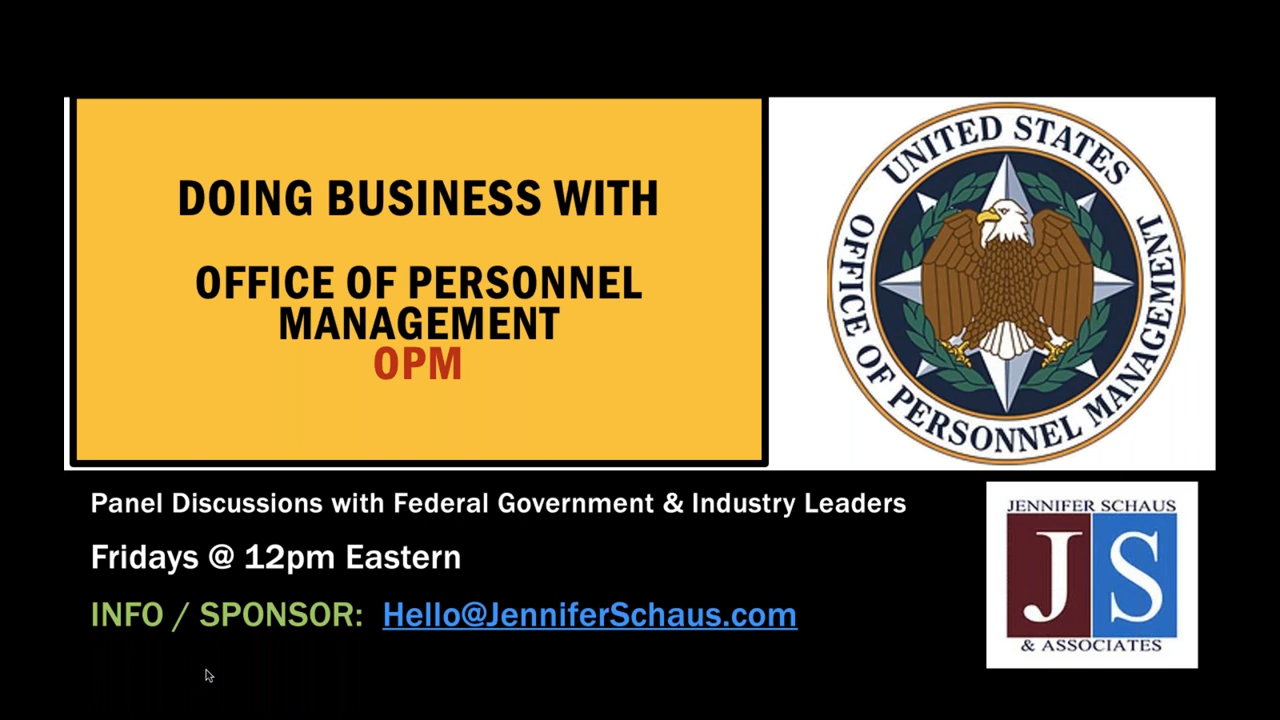 DOING BUSINESS WITH
OFFICE OF PERSONNEL
MANAGEMENT
OPM
UNITED STATES
OFFICE OF PERSONNEL MANAGEMENT
Panel Discussions with Federal Government & Industry Leaders
Fridays @ 12pm Eastern
INFO / SPONSOR: Hello@JenniferSchaus.com
JENNIFER SCHAUS
JS
& ASSOCIATES